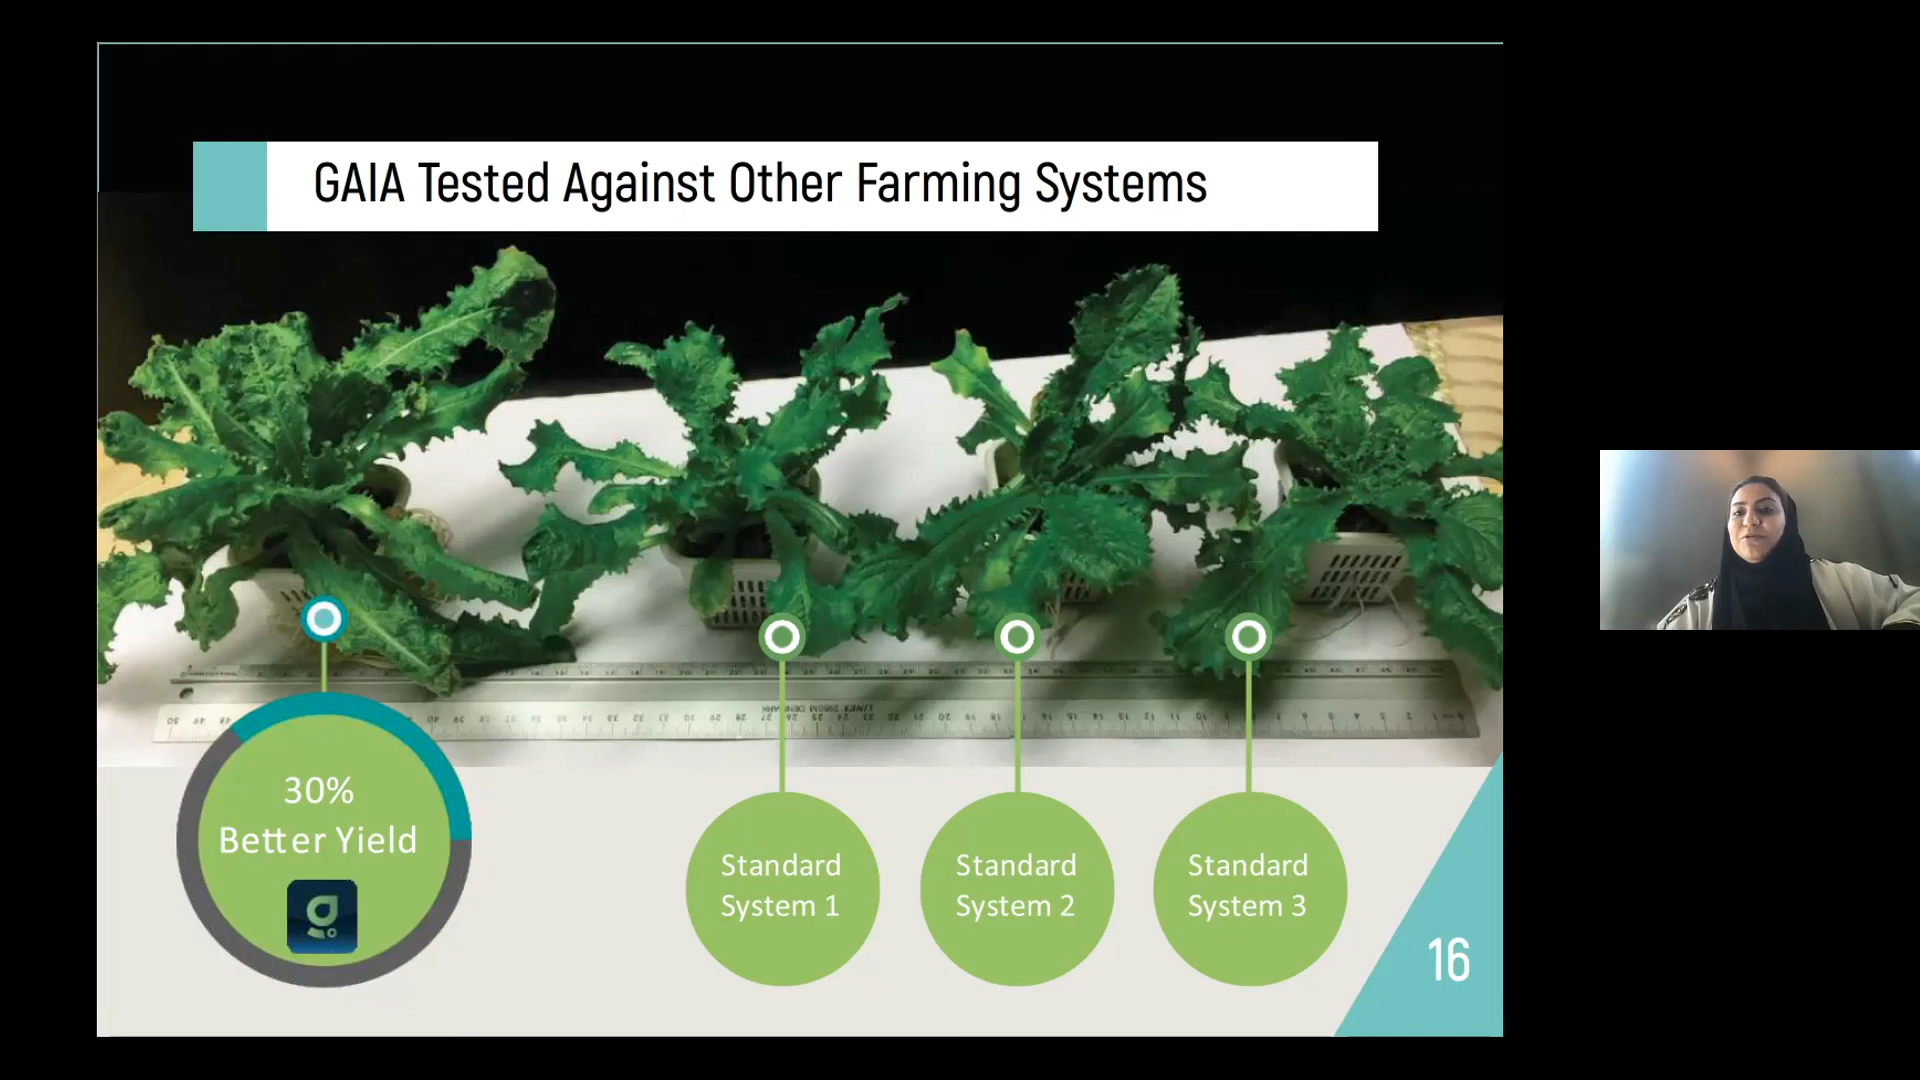 GAIA Tested Against Other Farming Systems
30%
Better Yield
Standard
System 1
Standard
System 2
Standard
System 3
16